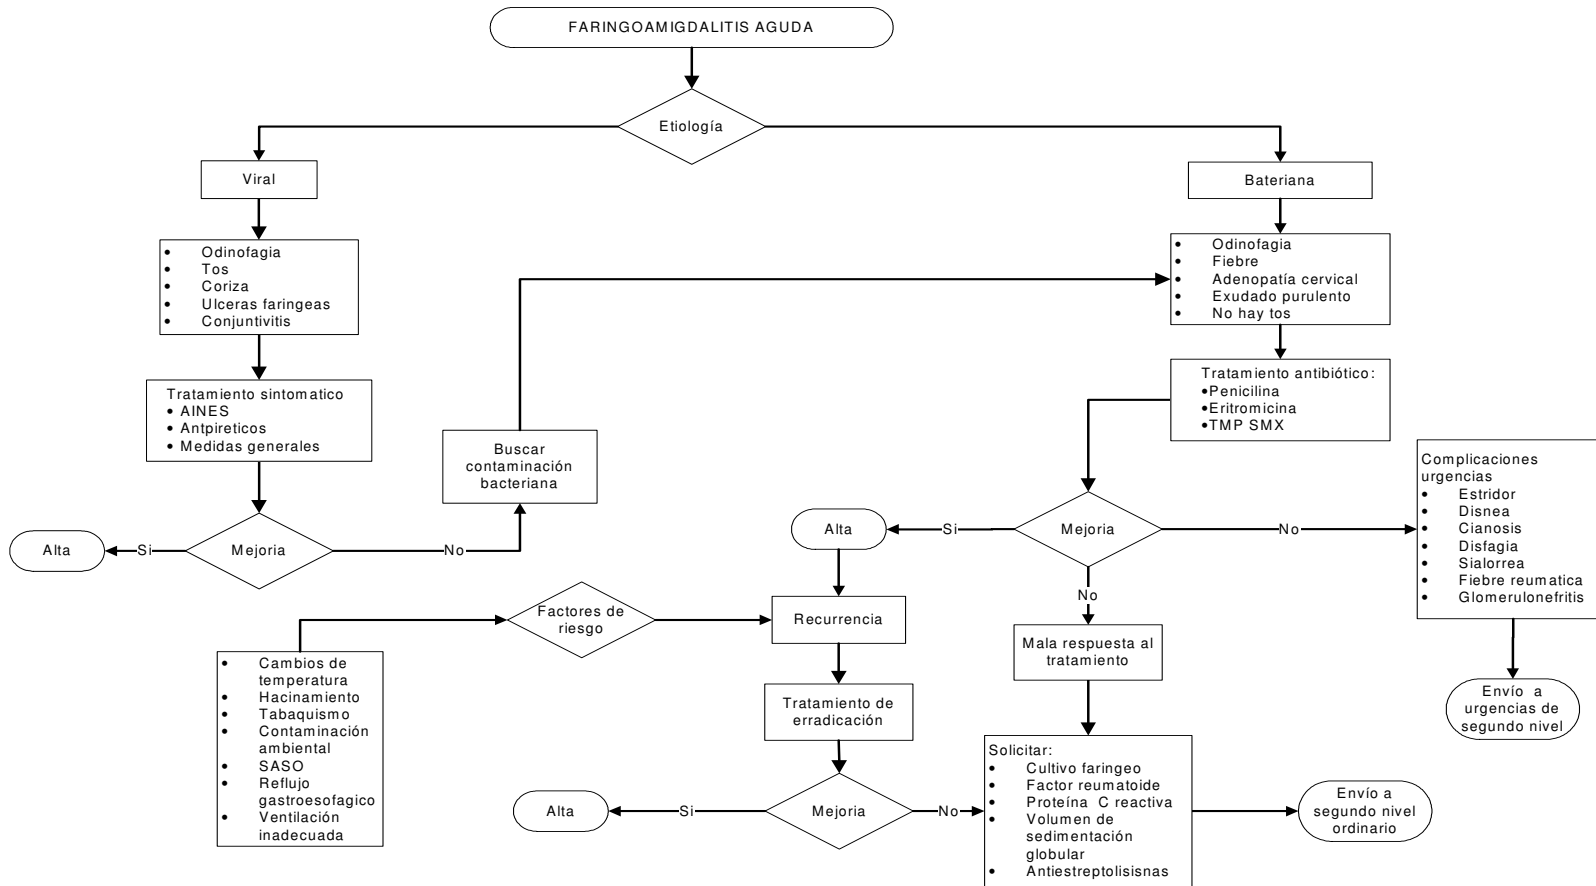 FARINGOAMIGDALITIS AGUDA
Etiología
Viral
Bateriana
Odinofagia
Tos
Coriza
Ulceras faringeas
Conjuntivitis
Odinofagia
Fiebre
Adenopatía cervical
Exudado purulento
No hay tos
Tratamiento sintomatico
AINES
Antpireticos
Medidas generales
Tratamiento antibiótico:
Penicilina
Eritromicina
TMP SMX
Buscar
contaminación
bacteriana
Complicaciones
urgencias
Estridor
Disnea
Cianosis
Disfagia
Sialorrea
Fiebre reumatica
Glomerulonefritis
Alta
Si
Mejoria
No
Alta
Si
Mejoria
No
No
Factores de
riesgo
Recurrencia
Mala respuesta al
tratamiento
Cambios de
temperatura
Hacinamiento
Tabaquismo
Contaminación
ambiental
SASO
Reflujo
gastroesofagico
Ventilación
inadecuada
Tratamiento de
erradicación
Envío a
urgencias de
segundo nivel
Solicitar:
Cultivo faringeo
Factor reumatoide
Proteína C reactiva
Volumen de
sedimentación
globular
Antiestreptolisisnas
Alta
Si
Mejoria
No
Envío a
segundo nivel
ordinario